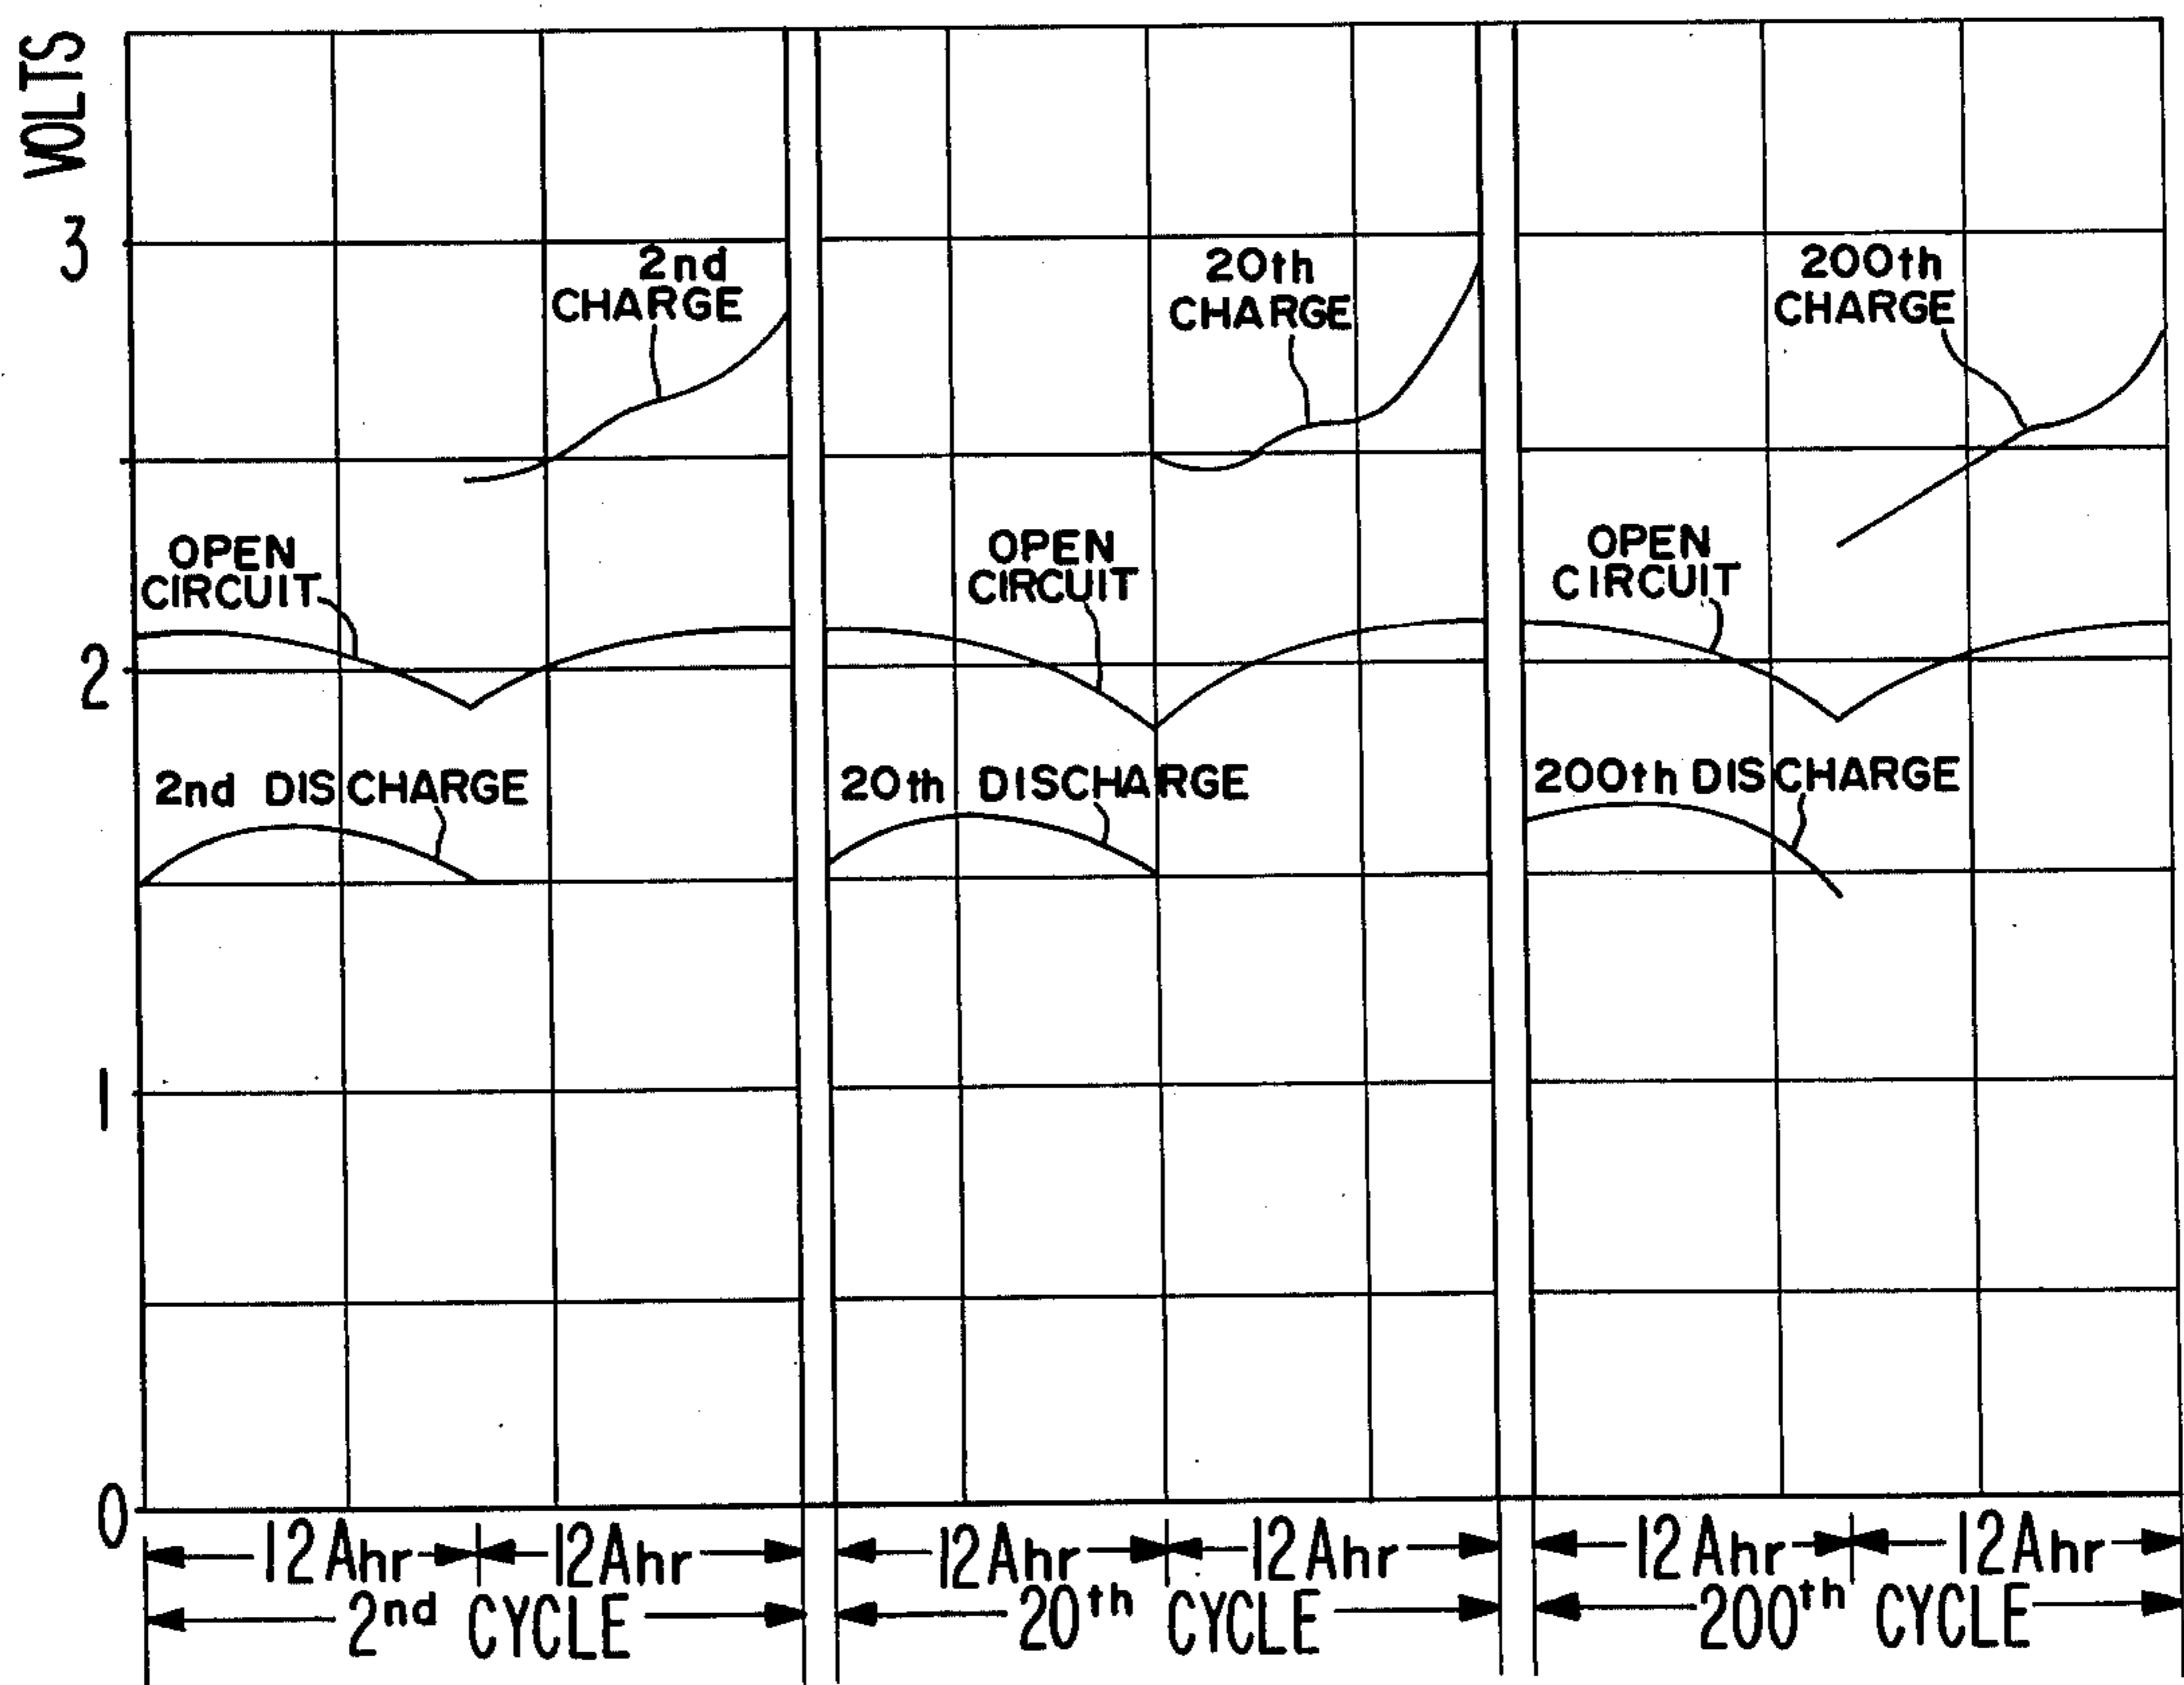 VOLTS
3
2
1
0
2nd
CHARGE
OPEN
CIRCUIT
2nd DISCHARGE
20th
CHARGE
OPEN
CIRCUIT
20th DISCHARGE
200th
CHARGE
OPEN
CIRCUIT
200th DISCHARGE
12Ahr 12Ahr
2nd CYCLE
12Ahr 12Ahr
20th CYCLE
12Ahr 12Ahr
200th CYCLE